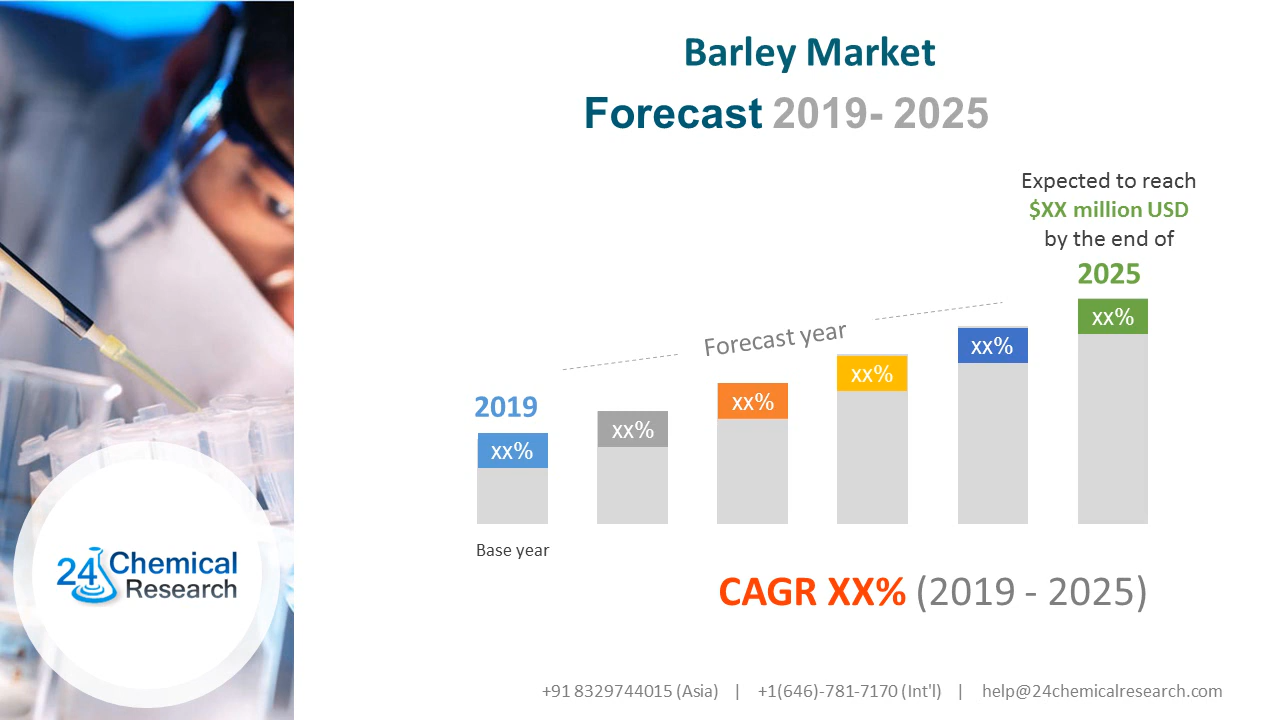 Barley Market
Forecast 2019- 2025
Expected to reach
$XX million USD
by the end of
2025
xx%
Forecast year
xx%
xx%
xx%
2019
xx%
xx%
Base year
24 Chemical
Research
CAGR XX% (2019 - 2025)
+91 8329744015 (Asia) | +1(646)-781-7170 (Int'l) | help@24chemicalresearch.com